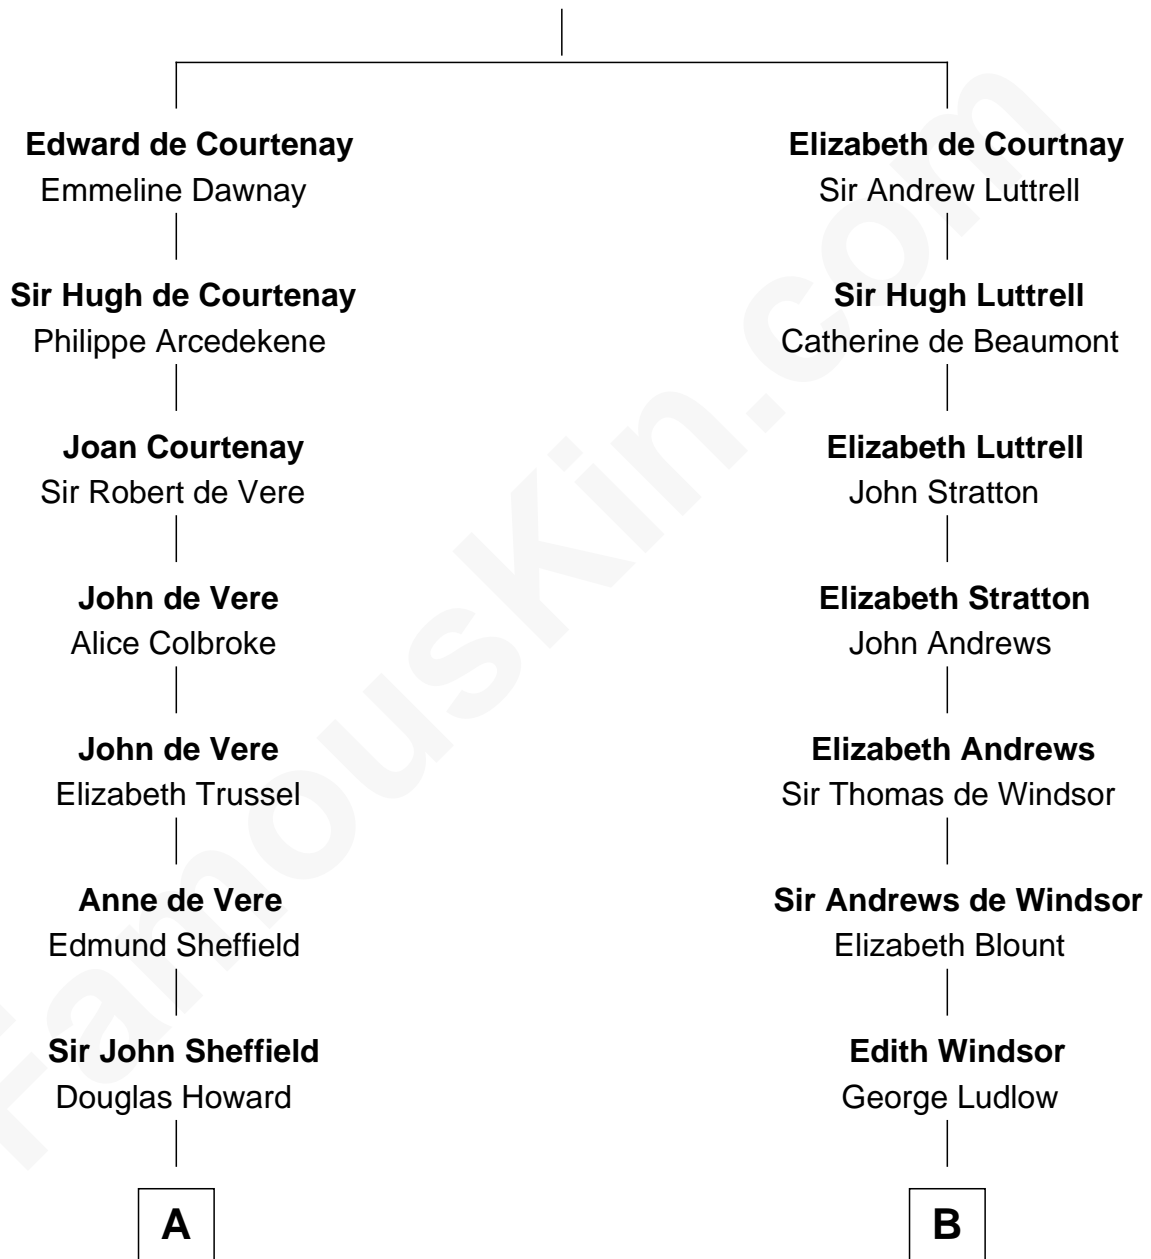 Edward de Courtenay
Emmeline Dawnay
Elizabeth de Courtnay
Sir Andrew Luttrell
Sir Hugh de Courtenay
Philippe Arcedekene
Sir Hugh Luttrell
Catherine de Beaumont
Joan Courtenay
Sir Robert de Vere
Elizabeth Luttrell
John Stratton
John de Vere
Alice Colbroke
Elizabeth Stratton
John Andrews
John de Vere
Elizabeth Trussel
Elizabeth Andrews
Sir Thomas de Windsor
Anne de Vere
Edmund Sheffield
Sir Andrews de Windsor
Elizabeth Blount
Sir John Sheffield
Douglas Howard
Edith Windsor
George Ludlow
A
B
FamousKin.com